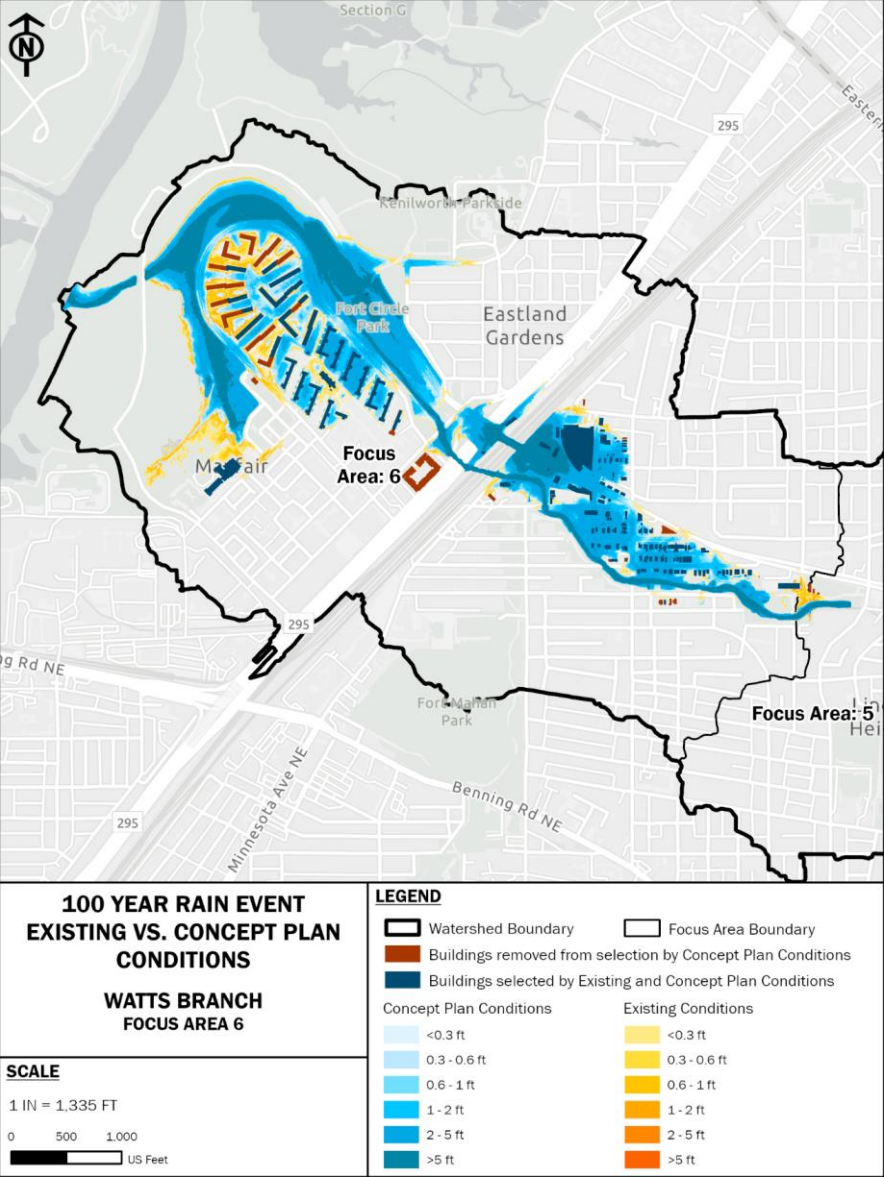 Section G
N
295
Eastern
Kenilworth Parkside
Fort Circle
Park
Eastland
Gardens
Focus
Area: 6
Mayfair
295
ng Rd NE
Fort Mahan
Park
Focus Area: 5
Linc
Hei
295
Minnesota Ave NE
Benning Rd NE
100 YEAR RAIN EVENT
EXISTING VS. CONCEPT PLAN
CONDITIONS
WATTS BRANCH
FOCUS AREA 6
SCALE
1 IN = 1,335 FT
0 500 1,000
US Feet
LEGEND
Watershed Boundary
Focus Area Boundary
Buildings removed from selection by Concept Plan Conditions
Buildings selected by Existing and Concept Plan Conditions
Concept Plan Conditions
<0.3 ft
0.3 - 0.6 ft
0.6 - 1 ft
1 - 2 ft
2 - 5 ft
>5 ft
Existing Conditions
<0.3 ft
0.3 - 0.6 ft
0.6 - 1 ft
1 - 2 ft
2 - 5 ft
>5 ft